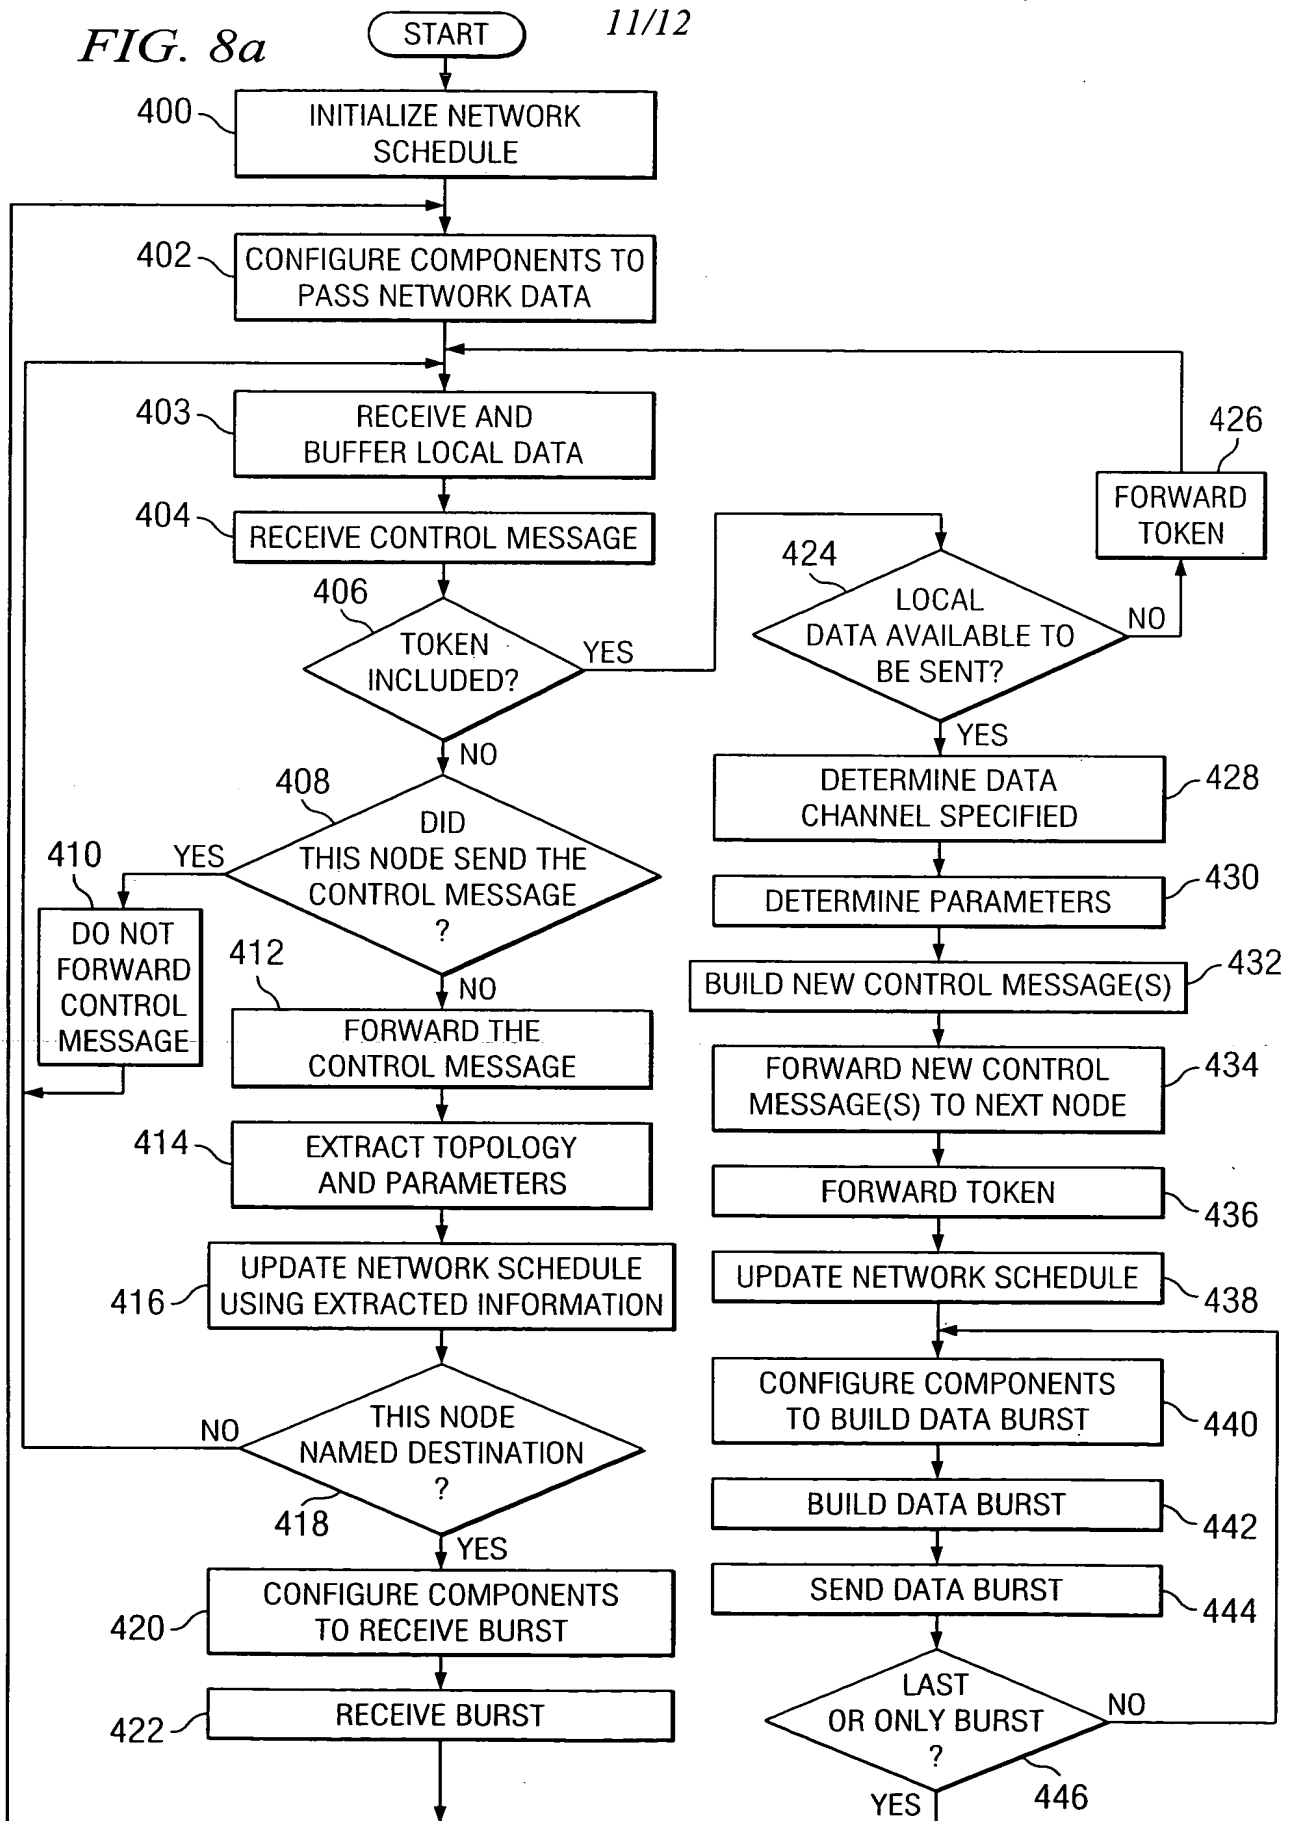 FIG. 8a
11/12
START
400
INITIALIZE NETWORK
SCHEDULE
402
CONFIGURE COMPONENTS TO
PASS NETWORK DATA
403
RECEIVE AND
BUFFER LOCAL DATA
404
RECEIVE CONTROL MESSAGE
406
TOKEN
INCLUDED?
YES
NO
408
DID
THIS NODE SEND THE
CONTROL MESSAGE
?
YES
NO
410
DO NOT
FORWARD
CONTROL
MESSAGE
412
FORWARD THE
CONTROL MESSAGE
414
EXTRACT TOPOLOGY
AND PARAMETERS
416
UPDATE NETWORK SCHEDULE
USING EXTRACTED INFORMATION
NO
THIS NODE
NAMED DESTINATION
?
418
YES
420
CONFIGURE COMPONENTS
TO RECEIVE BURST
422
RECEIVE BURST
424
LOCAL
DATA AVAILABLE TO
BE SENT?
NO
426
FORWARD
TOKEN
YES
DETERMINE DATA
CHANNEL SPECIFIED
428
DETERMINE PARAMETERS
430
BUILD NEW CONTROL MESSAGE(S)
432
FORWARD NEW CONTROL
MESSAGE(S) TO NEXT NODE
434
FORWARD TOKEN
436
UPDATE NETWORK SCHEDULE
438
CONFIGURE COMPONENTS
TO BUILD DATA BURST
440
BUILD DATA BURST
442
SEND DATA BURST
444
LAST
OR ONLY BURST
?
NO
446
YES